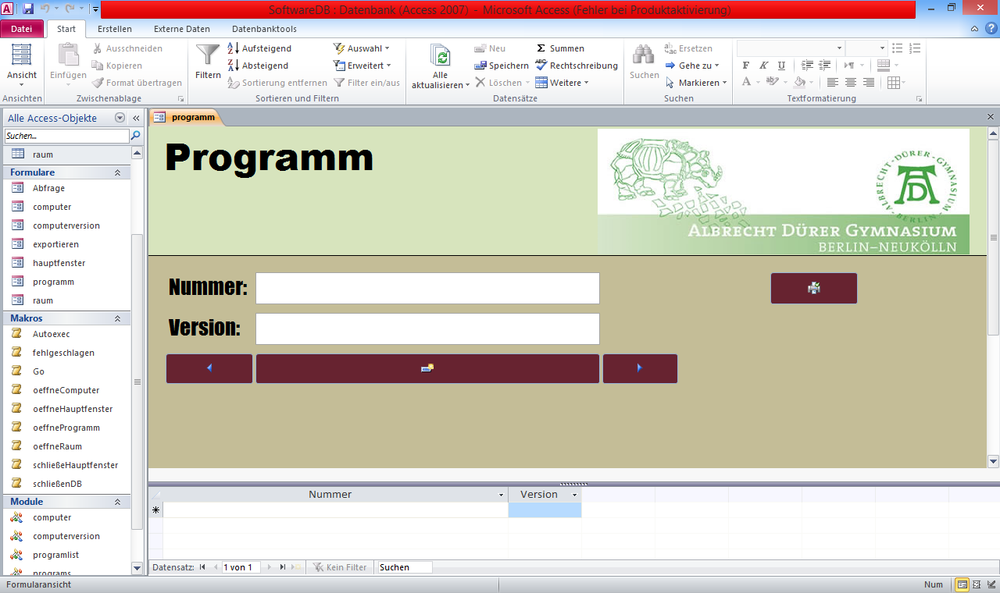 SoftwareDB : Datenbank (Access 2007) - Microsoft Access (Fehler bei Produktaktivierung)
Datei Start Erstellen Externe Daten Datenbanktools
Ansicht
Ansichten
Einfügen
Ausschneiden
Kopieren
Format übertragen
Zwischenablage
Filtern
Aufsteigend
Absteigend
Sortierung entfernen
Auswahl
Erweitert
Filter ein/aus
Sortieren und Filtern
Alle
aktualisieren
Neu
Speichern
Löschen
Summen
Rechtschreibung
Weitere
Datensätze
Suchen
Ersetzen
Gehe zu
Markieren
Suchen
F K U
A
Textformatierung
Alle Access-Objekte
Suchen...
raum
Formulare
Abfrage
computer
computerversion
exportieren
hauptfenster
programm
raum
Makros
Autoexec
fehlgeschlagen
Go
oeffneComputer
oeffneHauptfenster
oeffneProgramm
oeffneRaum
schließeHauptfenster
schließenDB
Module
computer
computerversion
programlist
programs
programm
Programm
ALBRECHT-DÜRER-GYMNASIUM
AD
BERLIN
ALBRECHT DÜRER GYMNASIUM
BERLIN–NEUKÖLLN
Nummer:
Version:
Nummer Version
Datensatz: 1 von 1 Kein Filter Suchen
Formularansicht Num